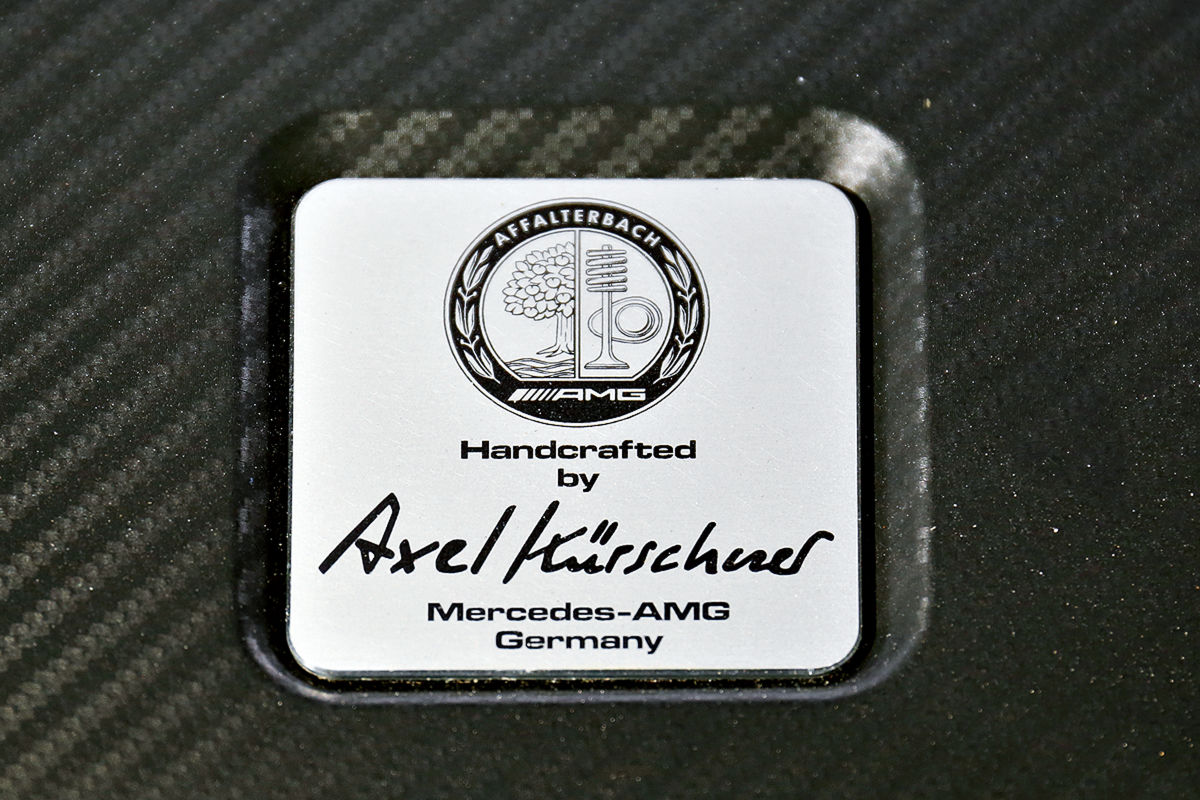 AFFALTERBACH
AMG
Handcrafted
by
Axel Kürschner
Mercedes-AMG
Germany